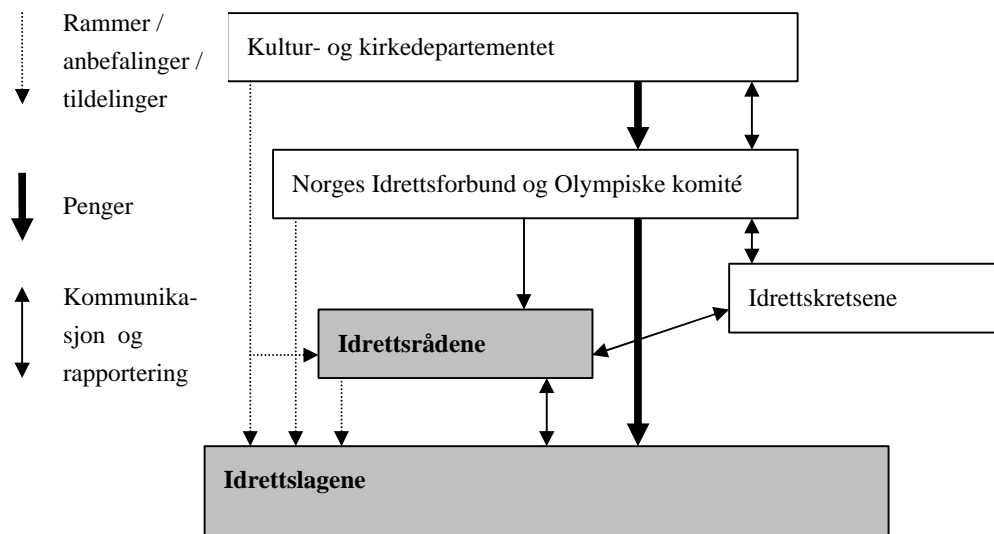 Rammer /
anbefalinger /
tildelinger
Penger
Kommunika-
sjon og
rapportering
Kultur- og kirkedepartementet
Norges Idrettsforbund og Olympiske komité
Idrettskretsene
Idrettsrådene
Idrettslagene